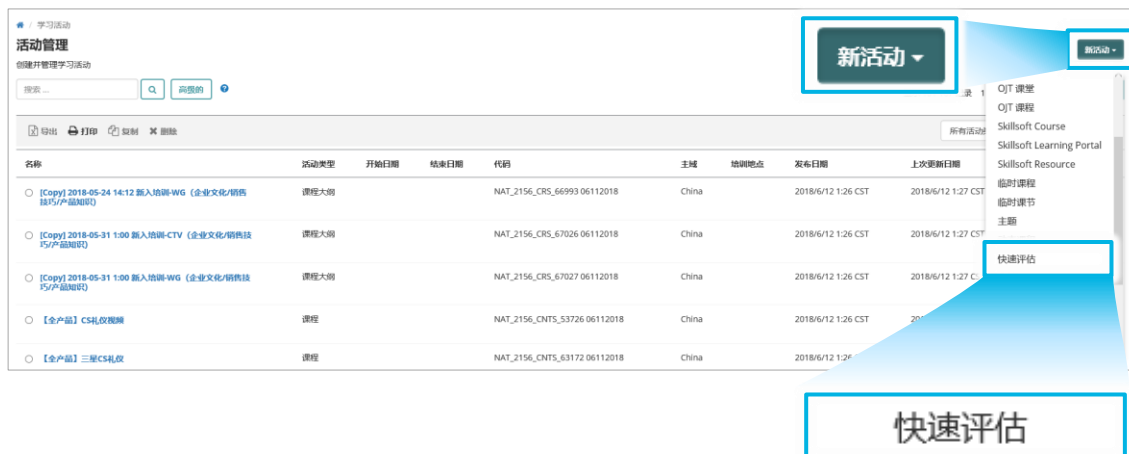 / 学习活动
活动管理
创建并管理学习活动
搜索 ...
高级的
新活动
新活动
录 1
导出 打印 复制 删除
所有活动
OJT 课堂
OJT 课程
Skillsoft Course
Skillsoft Learning Portal
Skillsoft Resource
临时课程
临时课节
主题
快速评估
名称 活动类型 开始日期 结束日期 代码 主域 培训地点 发布日期 上次更新日期
[Copy] 2018-05-24 14:12 新入培训-WG（企业文化/销售
技巧/产品知识) 课程大纲 NAT_2156_CRS_66993 06112018 China 2018/6/12 1:26 CST 2018/6/12 1:27 CST
[Copy] 2018-05-31 1:00 新入培训-CTV（企业文化/销售技
巧/产品知识) 课程大纲 NAT_2156_CRS_67026 06112018 China 2018/6/12 1:26 CST 2018/6/12 1:27 CST
[Copy] 2018-05-31 1:00 新入培训-WG（企业文化/销售技
巧/产品知识) 课程大纲 NAT_2156_CRS_67027 06112018 China 2018/6/12 1:26 CST 2018/6/12 1:27 C
【全产品】CS礼仪视频 课程 NAT_2156_CNTS_53726 06112018 China 2018/6/12 1:26 CST
【全产品】三星CS礼仪 课程 NAT_2156_CNTS_63172 06112018 China 2018/6/12 1:26
快速评估